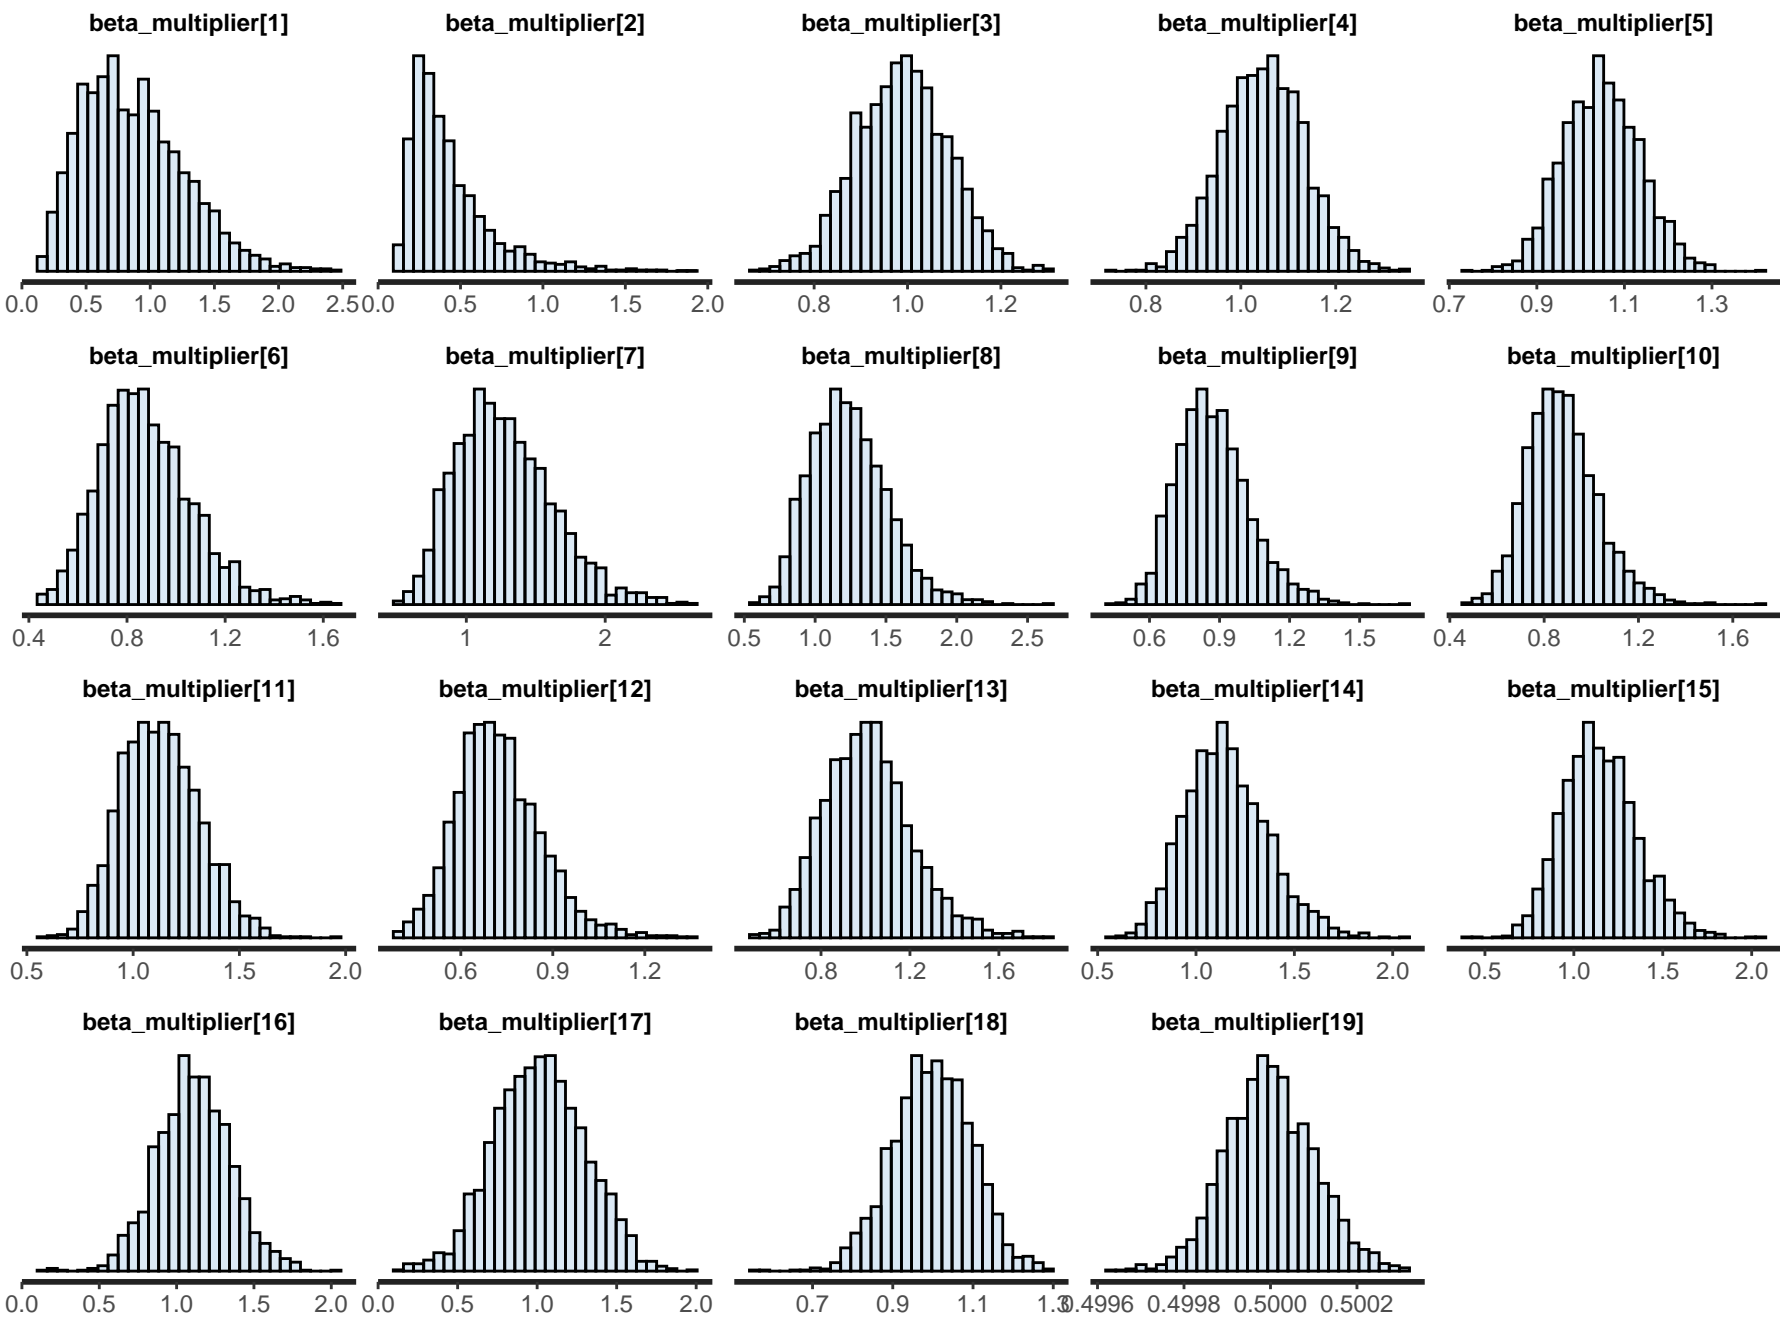 beta_multiplier[1] beta_multiplier[2] beta_multiplier[3] beta_multiplier[4] beta_multiplier[5]
0.0 0.5 1.0 1.5 2.0 2.5 0.0 0.5 1.0 1.5 2.0 0.8 1.0 1.2 0.8 1.0 1.2 0.7 0.9 1.1 1.3
beta_multiplier[6] beta_multiplier[7] beta_multiplier[8] beta_multiplier[9] beta_multiplier[10]
0.4 0.8 1.2 1.6 1 2 0.5 1.0 1.5 2.0 2.5 0.6 0.9 1.2 1.5 0.4 0.8 1.2 1.6
beta_multiplier[11] beta_multiplier[12] beta_multiplier[13] beta_multiplier[14] beta_multiplier[15]
0.5 1.0 1.5 2.0 0.6 0.9 1.2 0.8 1.2 1.6 0.5 1.0 1.5 2.0 0.5 1.0 1.5 2.0
beta_multiplier[16] beta_multiplier[17] beta_multiplier[18] beta_multiplier[19]
0.0 0.5 1.0 1.5 2.0 0.0 0.5 1.0 1.5 2.0 0.7 0.9 1.1 1.3 0.4996 0.4998 0.5000 0.5002